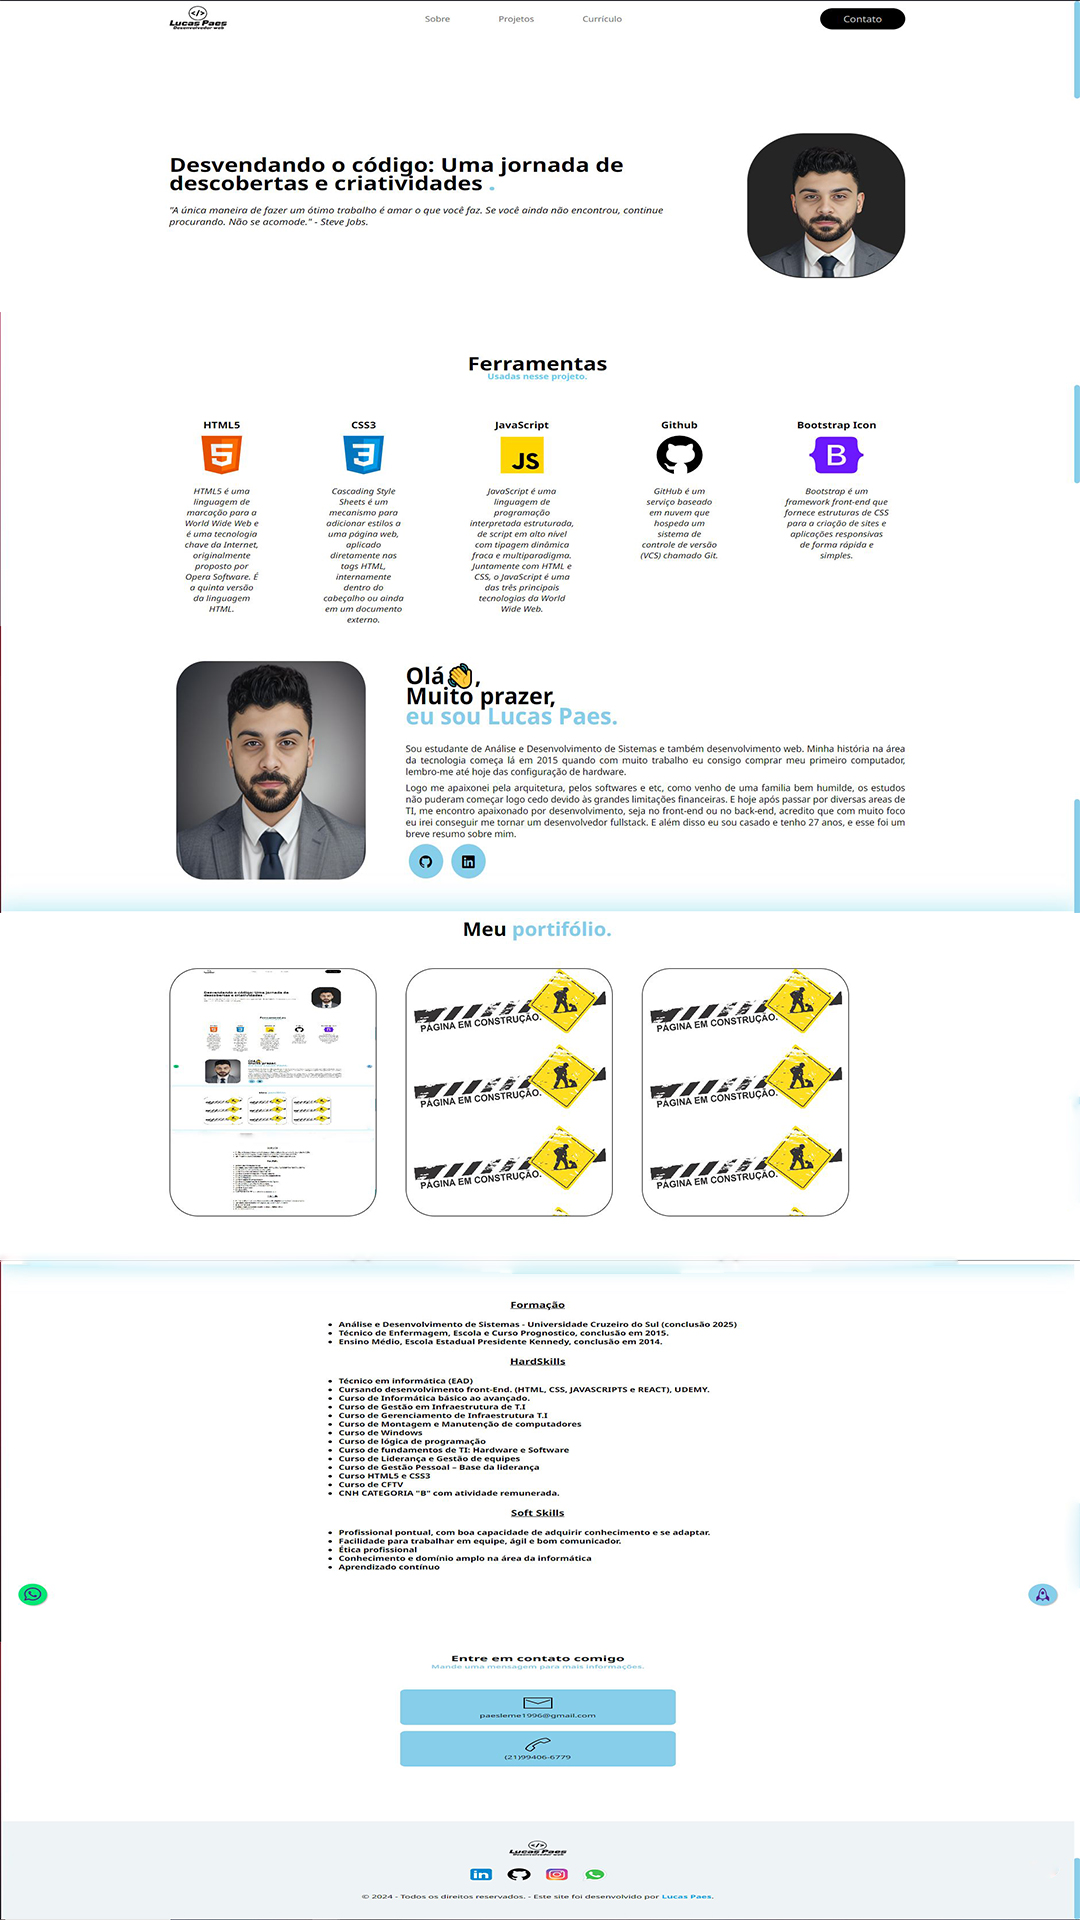 Lucas Paes
Desenvolvedor web
Sobre
Projetos
Currículo
Contato
Desvendando o código: Uma jornada de
descobertas e criatividades .
"A única maneira de fazer um ótimo trabalho é amar o que você faz. Se você ainda não encontrou, continue
procurando. Não se acomode." - Steve Jobs.
Ferramentas
Usadas nesse projeto.
HTML5
HTML5 é uma
linguagem de
marcação para a
World Wide Web e
é uma tecnologia
chave da Internet,
originalmente
proposto por
Opera Software. É
a quinta versão
da linguagem
HTML.
CSS3
Cascading Style
Sheets é um
mecanismo para
adicionar estilos a
uma página web,
aplicado
diretamente nas
tags HTML,
internamente
dentro do
cabeçalho ou ainda
em um documento
externo.
JavaScript
JS
JavaScript é uma
linguagem de
programação
interpretada estruturada,
de script em alto nível
com tipagem dinâmica
fraca e multiparadigma.
Juntamente com HTML e
CSS, o JavaScript é uma
das três principais
tecnologias da World
Wide Web.
Github
GitHub é um
serviço baseado
em nuvem que
hospeda um
sistema de
controle de versão
(VCS) chamado Git.
Bootstrap Icon
B
Bootstrap é um
framework front-end que
fornece estruturas de CSS
para a criação de sites e
aplicações responsivas
de forma rápida e
simples.
Olá👋,
Muito prazer,
eu sou Lucas Paes.
Sou estudante de Análise e Desenvolvimento de Sistemas e também desenvolvimento web. Minha história na área
da tecnologia começa lá em 2015 quando com muito trabalho eu consigo comprar meu primeiro computador,
lembro-me até hoje das configuração de hardware.
Logo me apaixonei pela arquitetura, pelos softwares e etc, como venho de uma familia bem humilde, os estudos
não puderam começar logo cedo devido às grandes limitações financeiras. E hoje após passar por diversas areas de
TI, me encontro apaixonado por desenvolvimento, seja no front-end ou no back-end, acredito que com muito foco
eu irei conseguir me tornar um desenvolvedor fullstack. E além disso eu sou casado e tenho 27 anos, e esse foi um
breve resumo sobre mim.
Meu portifólio.
Desvendando o código: Uma jornada de
descobertas e criatividades
PÁGINA EM CONSTRUÇÃO.
PÁGINA EM CONSTRUÇÃO.
PÁGINA EM CONSTRUÇÃO.
PÁGINA EM CONSTRUÇÃO.
PÁGINA EM CONSTRUÇÃO.
PÁGINA EM CONSTRUÇÃO.
Formação
Análise e Desenvolvimento de Sistemas - Universidade Cruzeiro do Sul (conclusão 2025)
Técnico de Enfermagem, Escola e Curso Prognostico, conclusão em 2015.
Ensino Médio, Escola Estadual Presidente Kennedy, conclusão em 2014.
HardSkills
Técnico em informática (EAD)
Cursando desenvolvimento front-End. (HTML, CSS, JAVASCRIPTS e REACT), UDEMY.
Curso de Informática básico ao avançado.
Curso de Gestão em Infraestrutura de T.I
Curso de Gerenciamento de Infraestrutura T.I
Curso de Montagem e Manutenção de computadores
Curso de Windows
Curso de lógica de programação
Curso de fundamentos de TI: Hardware e Software
Curso de Liderança e Gestão de equipes
Curso de Gestão Pessoal – Base da liderança
Curso HTML5 e CSS3
Curso de CFTV
CNH CATEGORIA "B" com atividade remunerada.
Soft Skills
Profissional pontual, com boa capacidade de adquirir conhecimento e se adaptar.
Facilidade para trabalhar em equipe, ágil e bom comunicador.
Ética profissional
Conhecimento e domínio amplo na área da informática
Aprendizado contínuo
Entre em contato comigo
Mande uma mensagem para mais informações.
paesleme1996@gmail.com
(21)99406-6779
Lucas Paes
Desenvolvedor web
© 2024 - Todos os direitos reservados. - Este site foi desenvolvido por Lucas Paes.